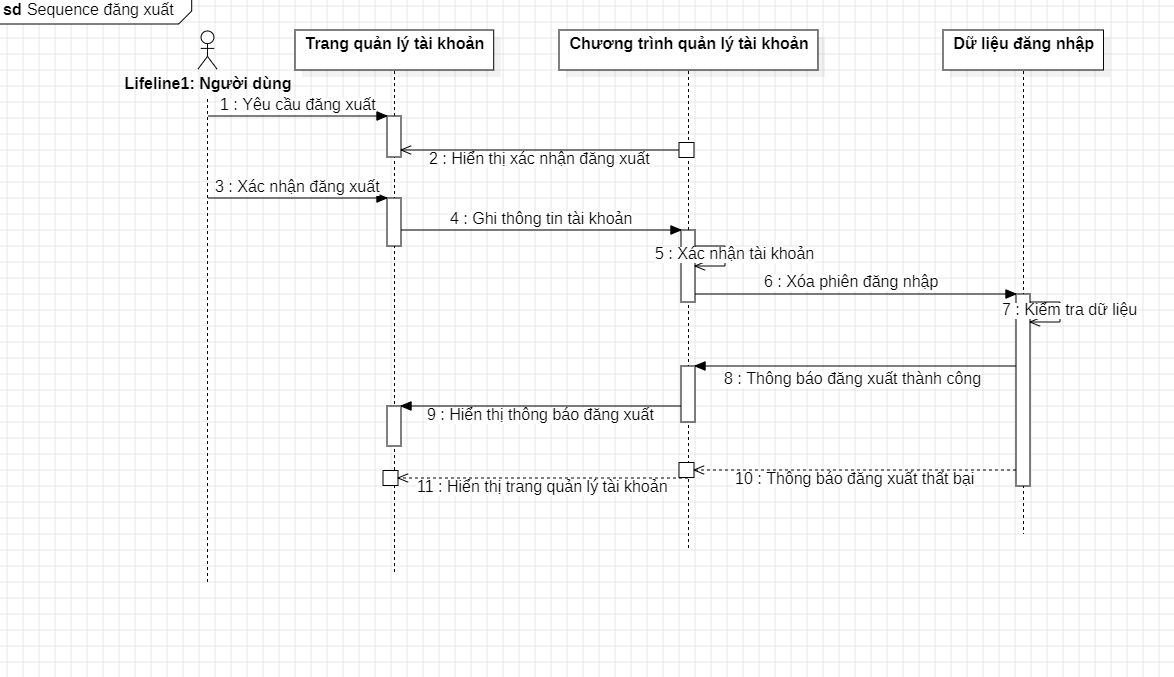 sd Sequence đăng xuất
Trang quản lý tài khoản
Chương trình quản lý tài khoản
Dữ liệu đăng nhập
Lifeline1: Người dùng
1 : Yêu cầu đăng xuất
2 : Hiển thị xác nhận đăng xuất
3 : Xác nhận đăng xuất
4 : Ghi thông tin tài khoản
5 : Xác nhận tài khoản
6 : Xóa phiên đăng nhập
7 : Kiểm tra dữ liệu
8 : Thông báo đăng xuất thành công
9 : Hiển thị thông báo đăng xuất
10 : Thông báo đăng xuất thất bại
11 : Hiển thị trang quản lý tài khoản